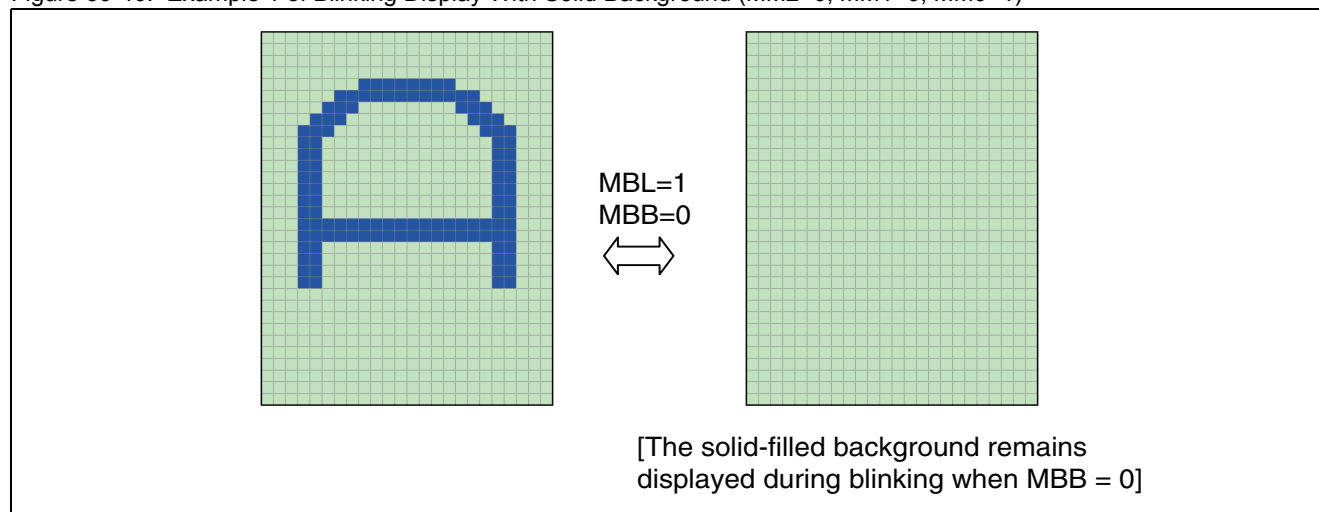 MBL=1
MBB=0
[The solid-filled background remains
displayed during blinking when MBB = 0]